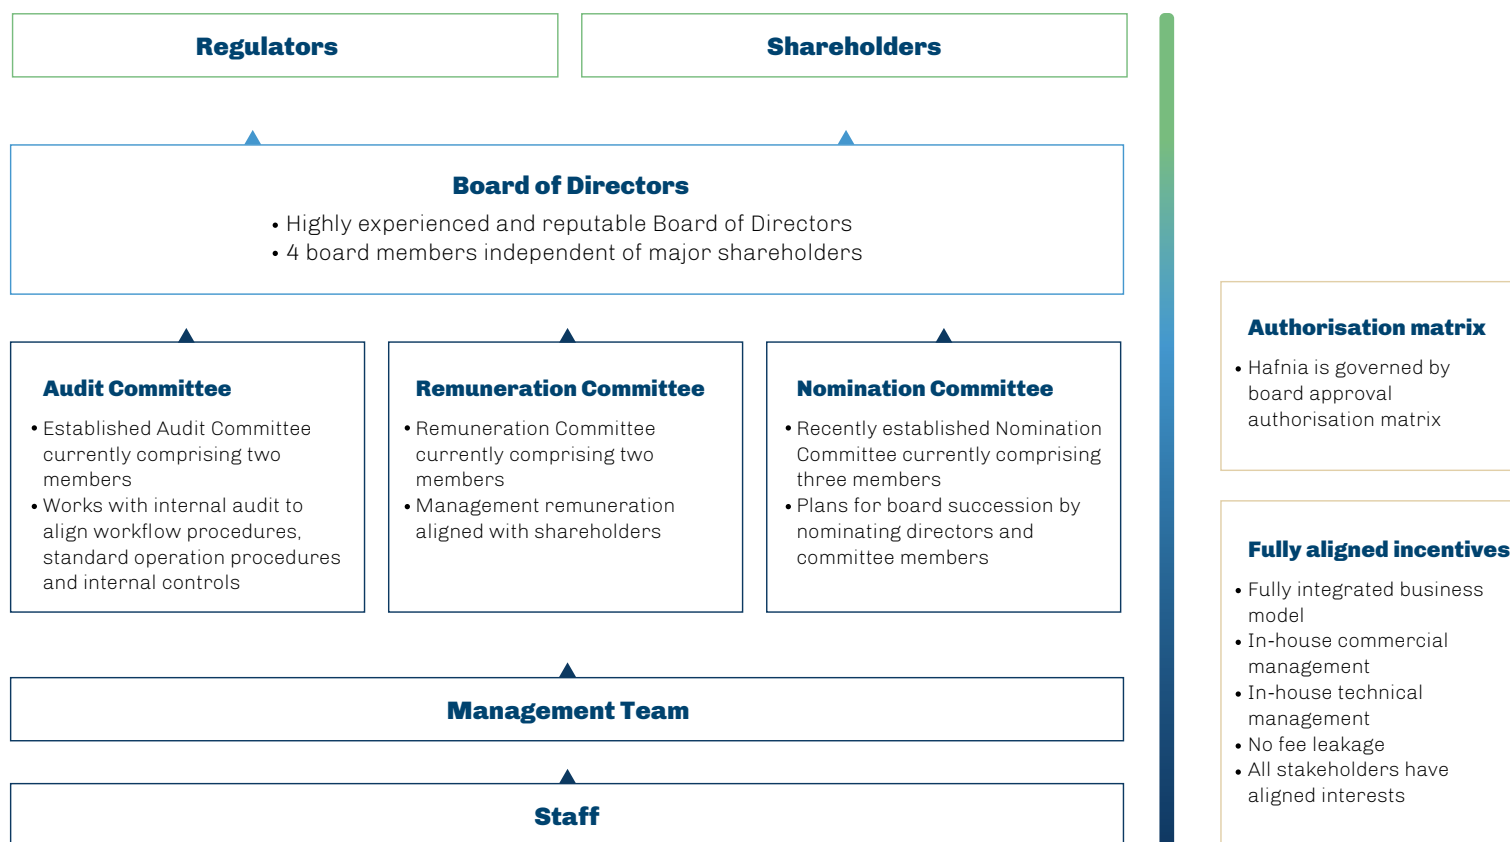 Regulators
Shareholders
Board of Directors
• Highly experienced and reputable Board of Directors
• 4 board members independent of major shareholders
Audit Committee
• Established Audit Committee
currently comprising two
members
• Works with internal audit to
align workflow procedures,
standard operation procedures
and internal controls
Remuneration Committee
• Remuneration Committee
currently comprising two
members
• Management remuneration
aligned with shareholders
Nomination Committee
• Recently established Nomination
Committee currently comprising
three members
• Plans for board succession by
nominating directors and
committee members
Management Team
Staff
Authorisation matrix
• Hafnia is governed by
board approval
authorisation matrix
Fully aligned incentives
• Fully integrated business
model
• In-house commercial
management
• In-house technical
management
• No fee leakage
• All stakeholders have
aligned interests